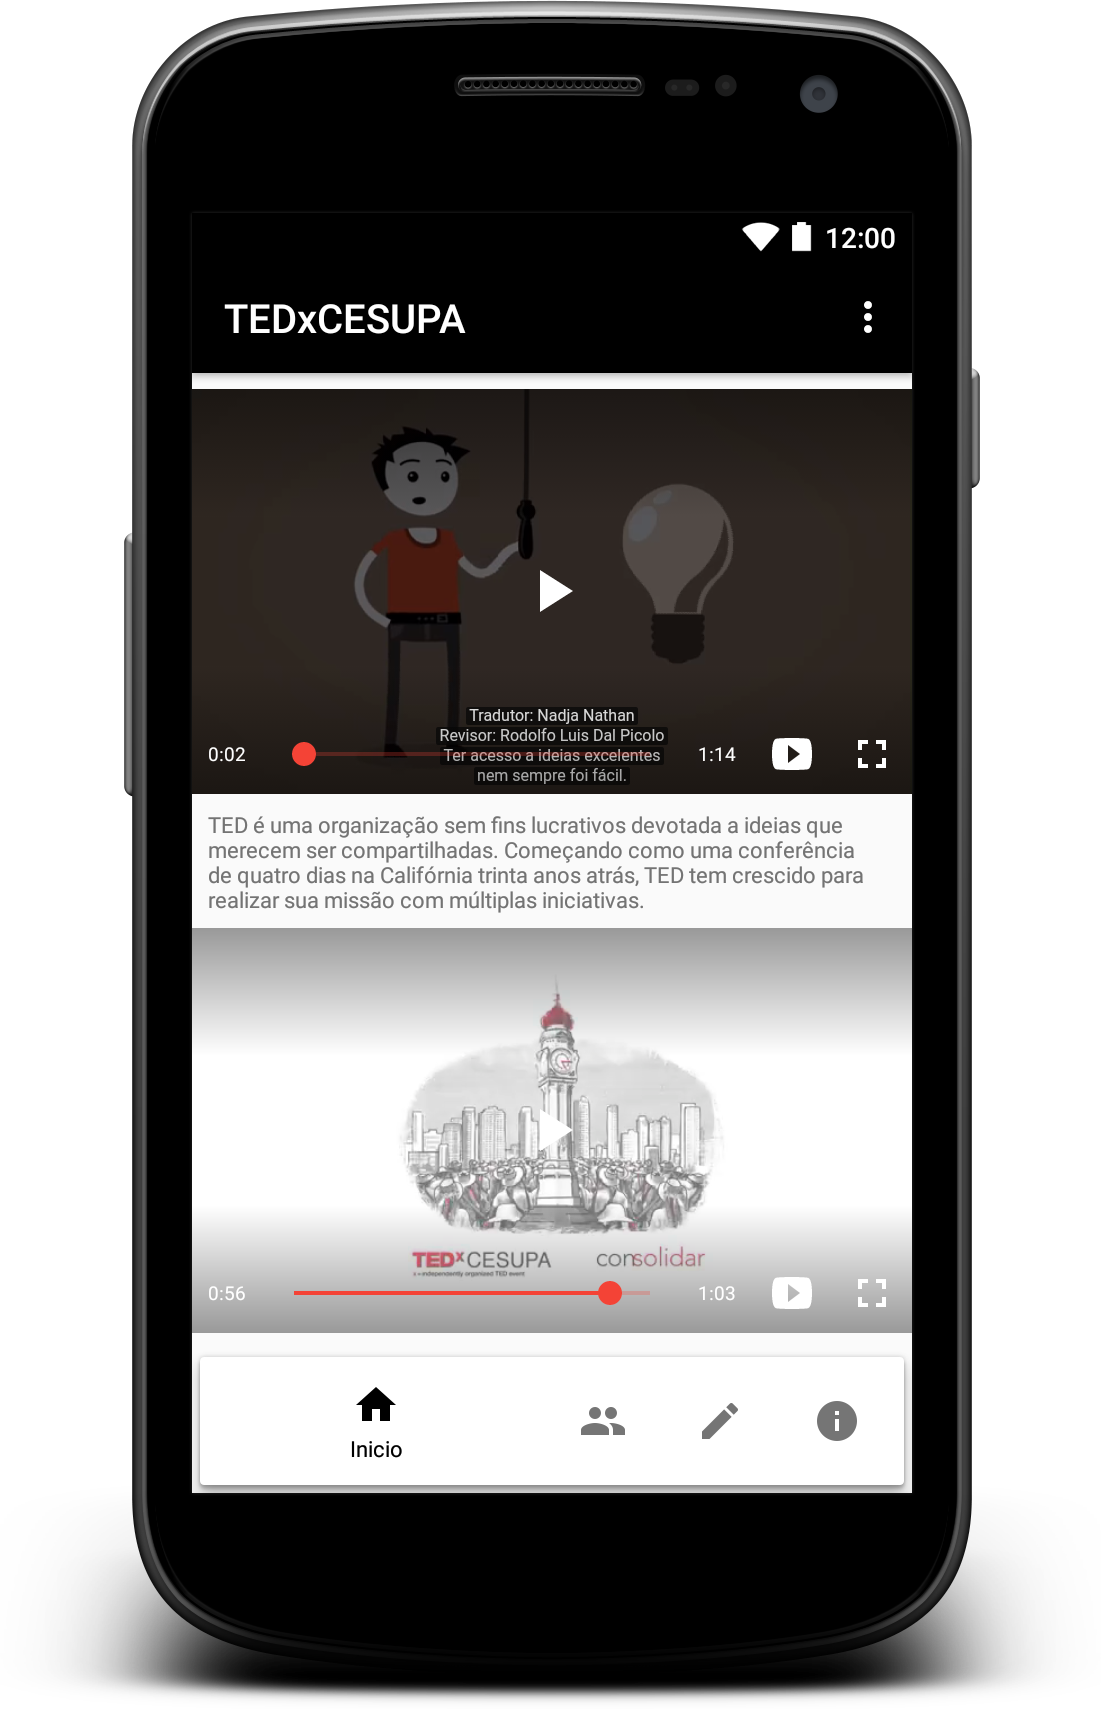 12:00
TEDxCESUPA
Tradutor: Nadja Nathan
Revisor: Rodolfo Luis Dal Picolo
Ter acesso a ideias excelentes
nem sempre foi fácil.
0:02
1:14
TED é uma organização sem fins lucrativos devotada a ideias que
merecem ser compartilhadas. Começando como uma conferência
de quatro dias na Califórnia trinta anos atrás, TED tem crescido para
realizar sua missão com múltiplas iniciativas.
TEDxCESUPA
x = independently organized TED event
consolidar
0:56
1:03
Inicio